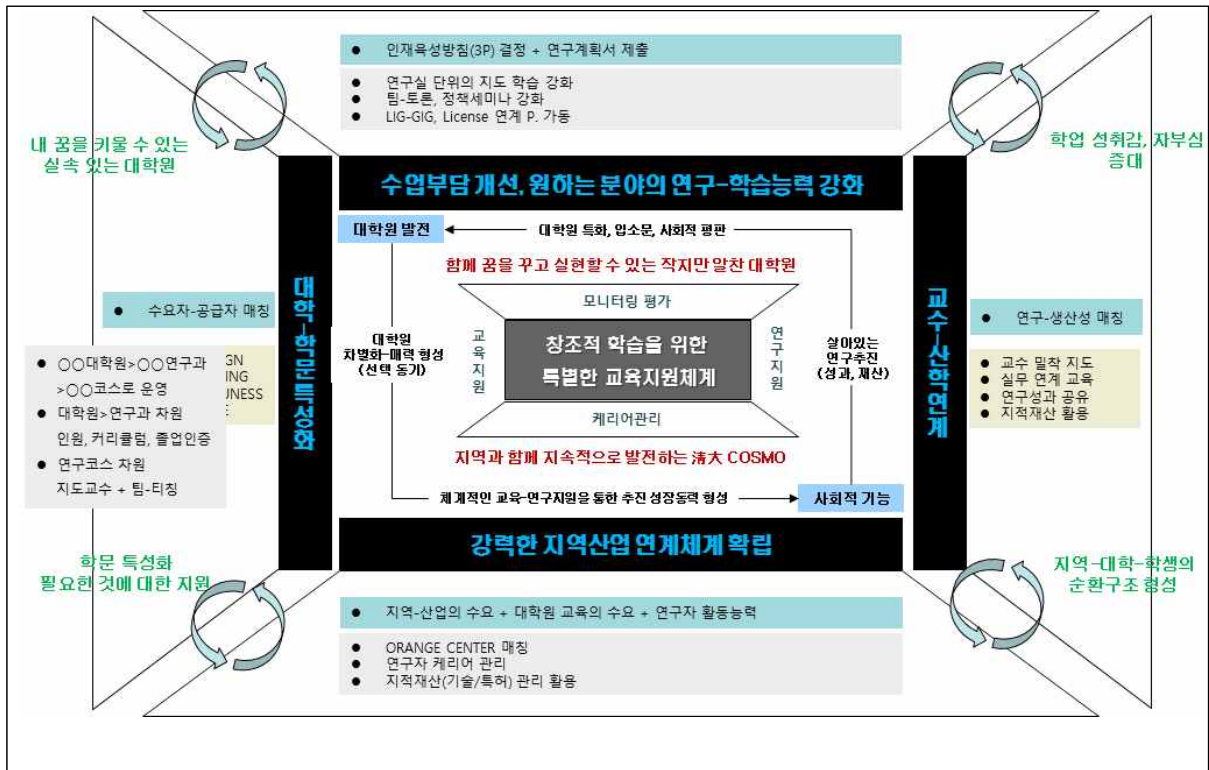 인재육성방침(3P) 결정 + 연구계획서 제출
연구실 단위의 지도 학습 강화
팀-토론, 정책세미나 강화
LIG-GIG, License 연계 P. 가동
내 꿈을 키울 수 있는
실속 있는 대학원
학업 성취감, 자부심
증대
수업부담 개선, 원하는 분야의 연구-학습능력 강화
대학원 발전
대학원 특화, 입소문, 사회적 평판
함께 꿈을 꾸고 실현할 수 있는 작지만 알찬 대학원
모니터링 평가
교육지원
창조적 학습을 위한
특별한 교육지원체계
연구지원
케리어관리
지역과 함께 지속적으로 발전하는 淸大 COSMO
대학원
차별화-매력 형성
(선택 동기)
살아있는
연구추진
(성과, 재산)
체계적인 교육-연구지원을 통한 추진 성장동력 형성
사회적 기능
대학-학문특성화
수요자-공급자 매칭
○○대학원>○○연구과
>○○코스로 운영
대학원>연구과 차원
인원, 커리큘럼, 졸업인증
연구코스 차원
지도교수 + 팀-티칭
GN
ING
UNESS
교수-산학연계
연구-생산성 매칭
교수 밀착 지도
실무 연계 교육
연구성과 공유
지적재산 활용
강력한 지역산업 연계체계 확립
학문 특성화
필요한 것에 대한 지원
지역-대학-학생의
순환구조 형성
지역-산업의 수요 + 대학원 교육의 수요 + 연구자 활동능력
ORANGE CENTER 매칭
연구자 케리어 관리
지적재산(기술/특허) 관리 활용